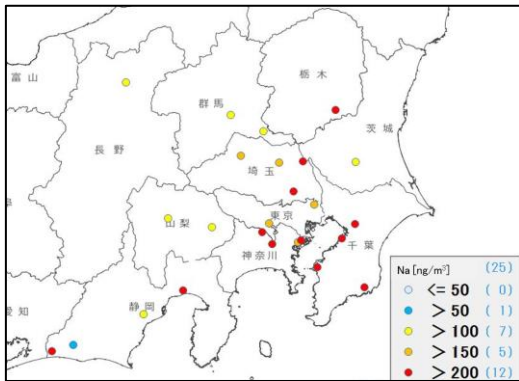 富山
栃木
群馬
茨城
長野
埼玉
東京
山梨
千葉
神奈川
静岡
愛知
Na [ng/m³] (25)
<= 50 ( 0)
> 50 ( 1)
> 100 ( 7)
> 150 ( 5)
> 200 (12)